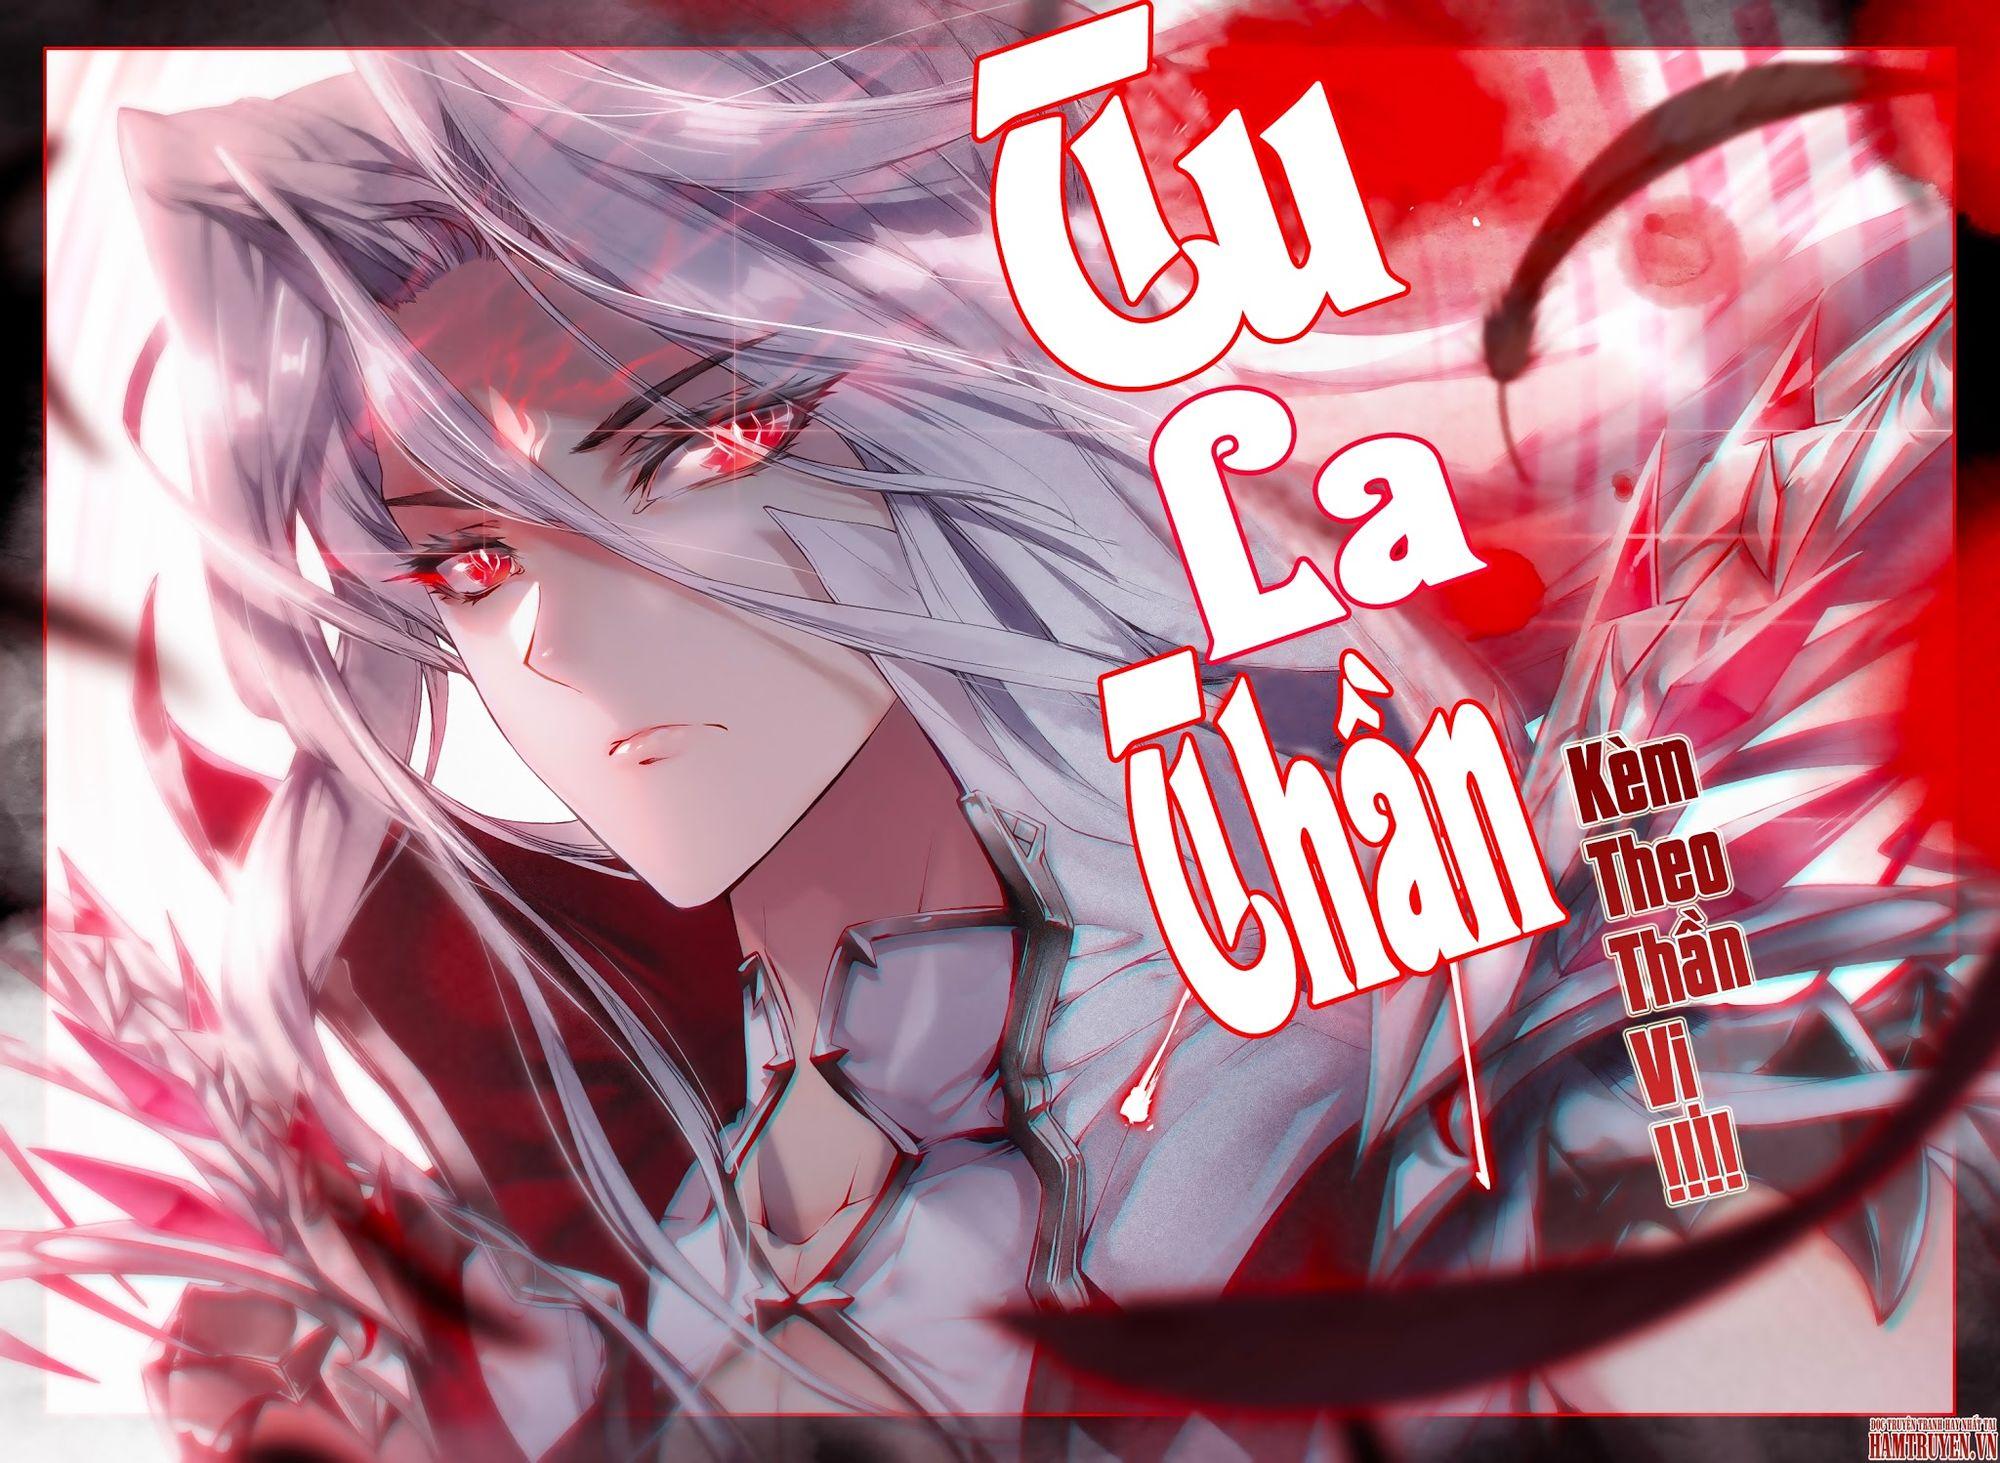 Tu
La
Thần
Kèm
Theo
Thần
Vị
!!!!
ĐỌC TRUYỆN TRANH HAY NHẤT TẠI
HAMTRUYEN.VN